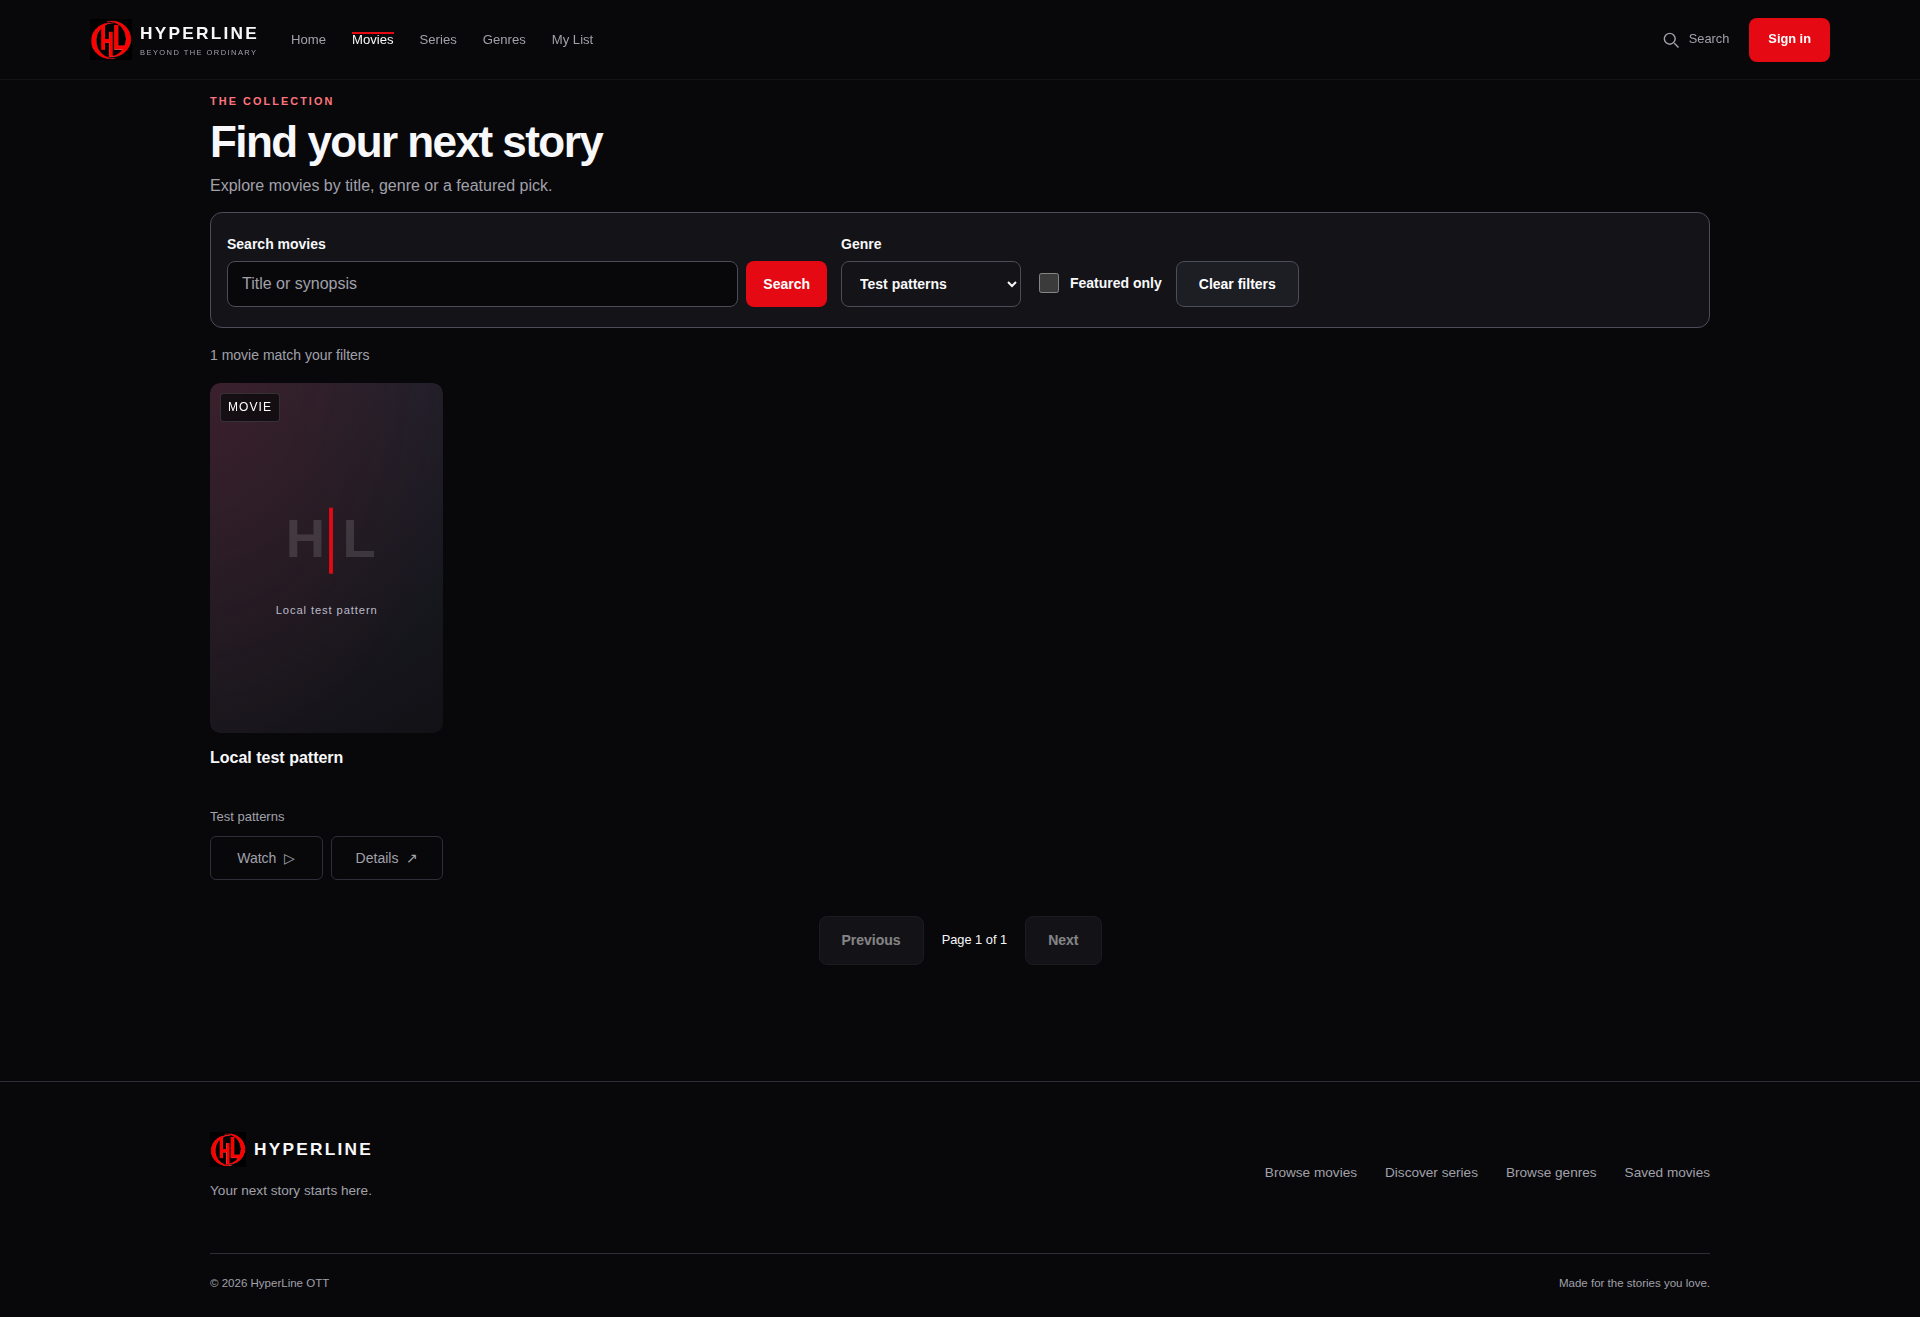 HYPERLINE
BEYOND THE ORDINARY
Home
Movies
Series
Genres
My List
Search
Sign in
THE COLLECTION
Find your next story
Explore movies by title, genre or a featured pick.
Search movies
Genre
Title or synopsis
Search
Test patterns
Featured only
Clear filters
1 movie match your filters
MOVIE
H L
Local test pattern
Local test pattern
Test patterns
Watch ▷
Details ↗
Previous
Page 1 of 1
Next
HYPERLINE
Your next story starts here.
Browse movies
Discover series
Browse genres
Saved movies
© 2026 HyperLine OTT
Made for the stories you love.